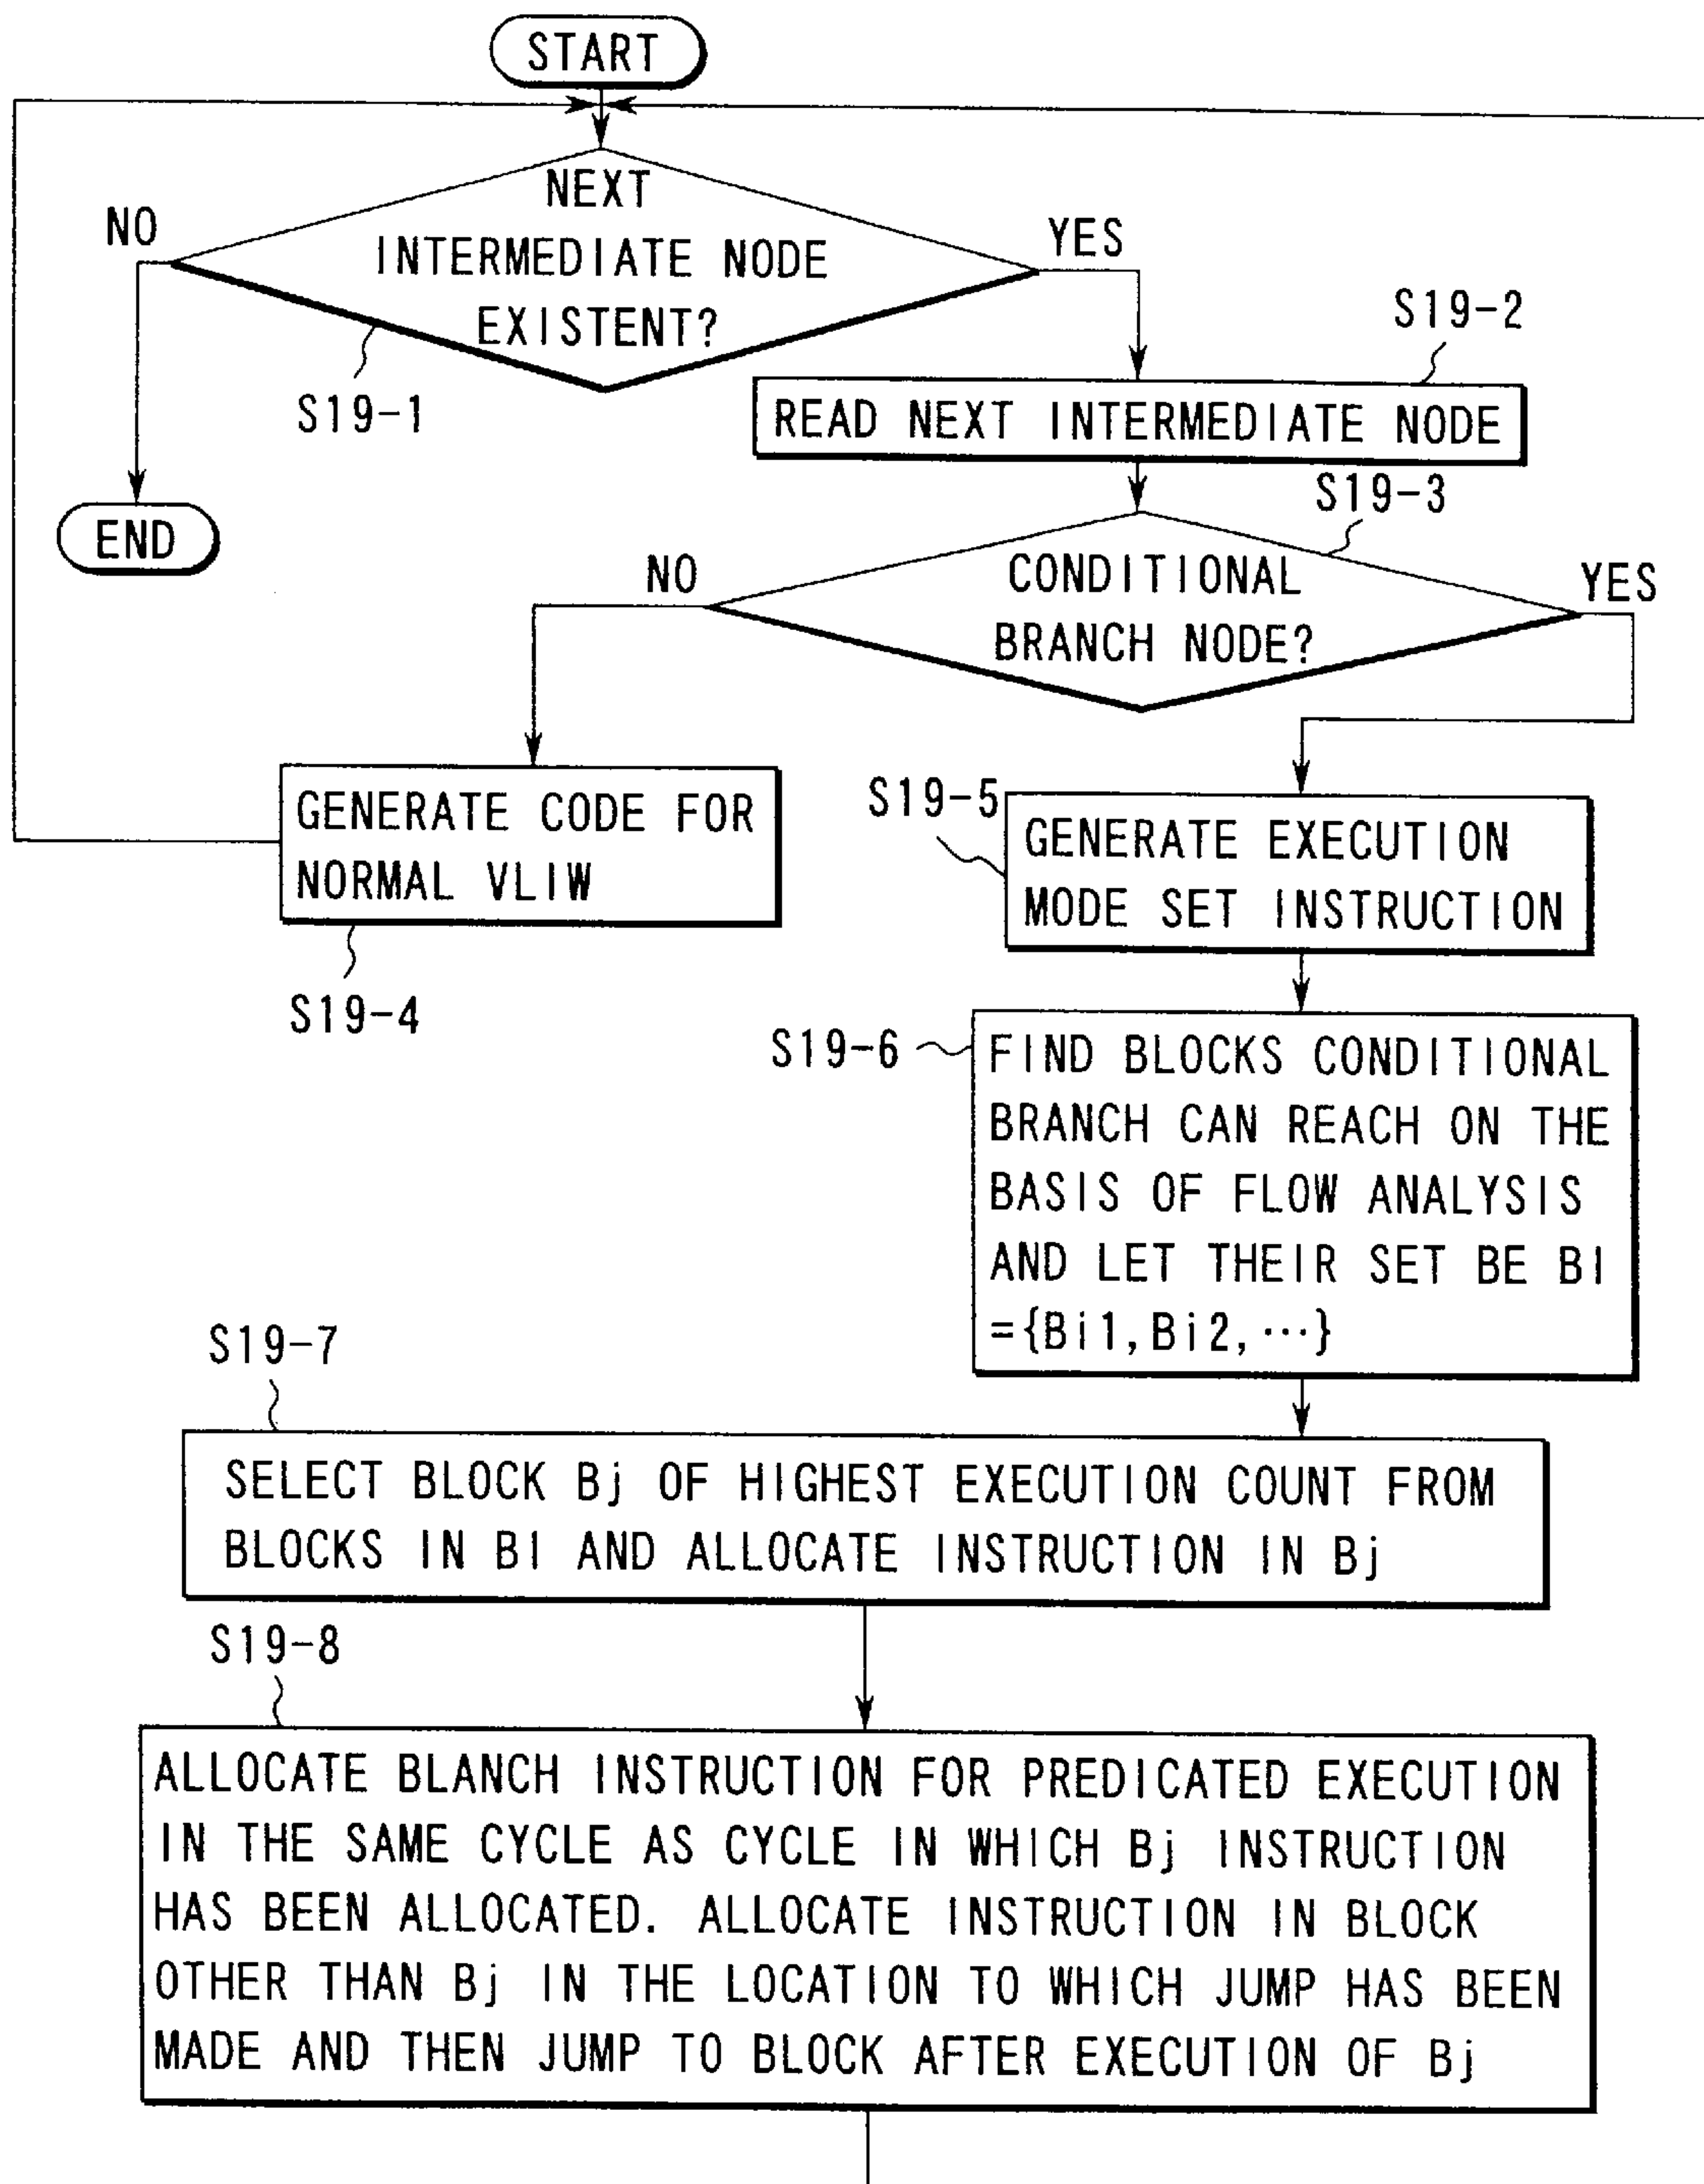 START
NO
NEXT
INTERMEDIATE NODE
EXISTENT?
YES
S19-1
S19-2
READ NEXT INTERMEDIATE NODE
END
S19-3
NO
CONDITIONAL
BRANCH NODE?
YES
GENERATE CODE FOR
NORMAL VLIW
S19-4
S19-5
GENERATE EXECUTION
MODE SET INSTRUCTION
S19-6
FIND BLOCKS CONDITIONAL
BRANCH CAN REACH ON THE
BASIS OF FLOW ANALYSIS
AND LET THEIR SET BE BI
={Bi1,Bi2,···}
S19-7
SELECT BLOCK Bj OF HIGHEST EXECUTION COUNT FROM
BLOCKS IN BI AND ALLOCATE INSTRUCTION IN Bj
S19-8
ALLOCATE BLANCH INSTRUCTION FOR PREDICATED EXECUTION
IN THE SAME CYCLE AS CYCLE IN WHICH Bj INSTRUCTION
HAS BEEN ALLOCATED. ALLOCATE INSTRUCTION IN BLOCK
OTHER THAN Bj IN THE LOCATION TO WHICH JUMP HAS BEEN
MADE AND THEN JUMP TO BLOCK AFTER EXECUTION OF Bj